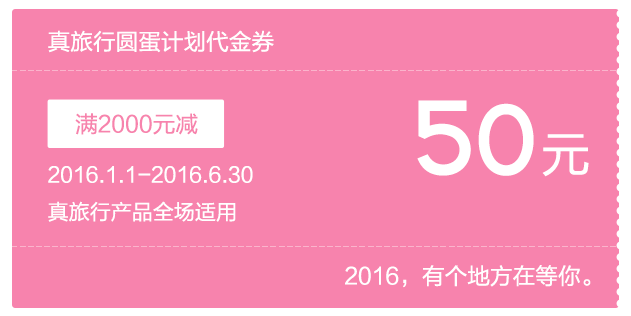 真旅行圆蛋计划代金券
满2000元减
50元
2016.1.1-2016.6.30
真旅行产品全场适用
2016，有个地方在等你。